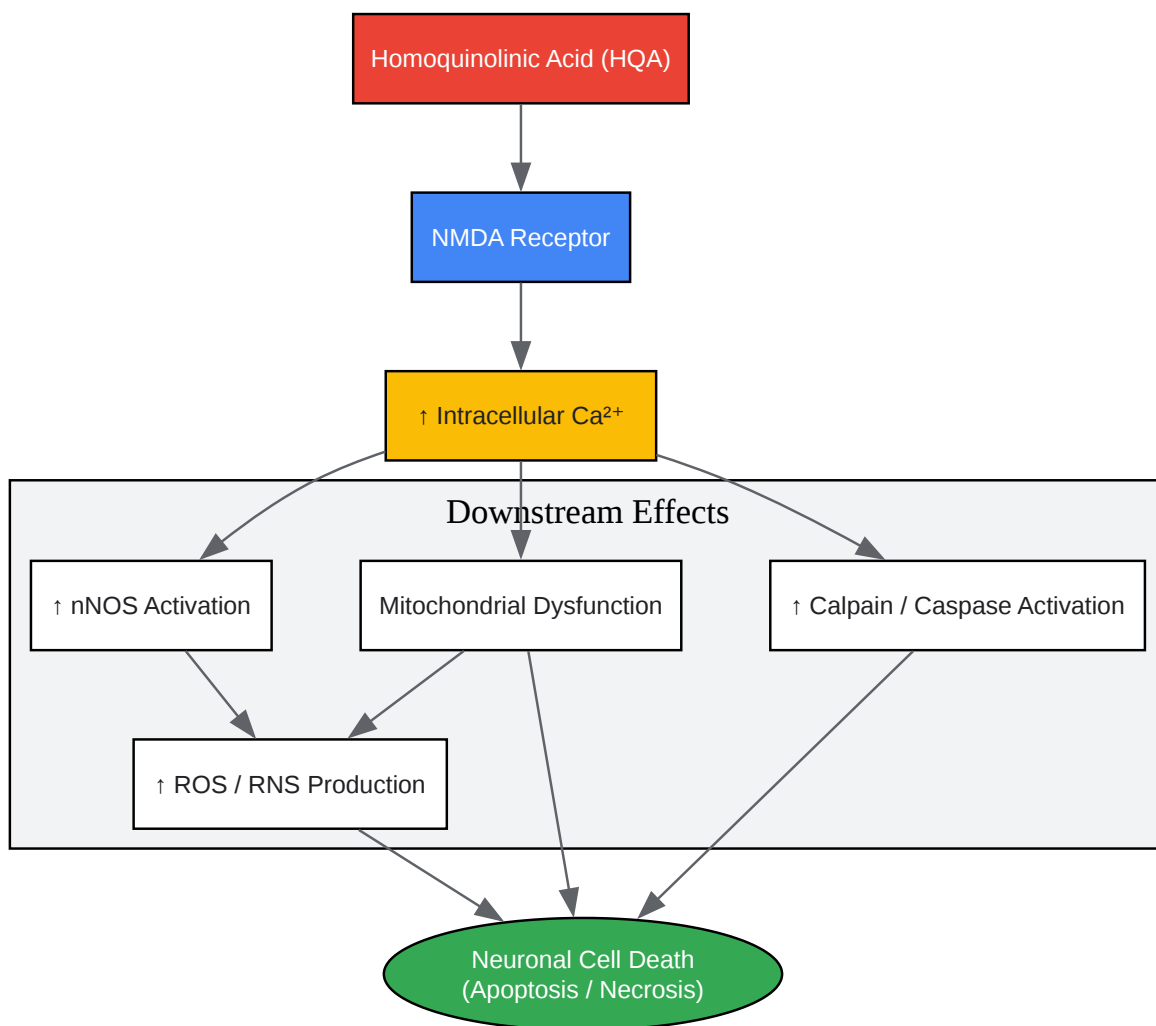 Homoquinolinic Acid (HQA)
NMDA Receptor
↑ Intracellular Ca²⁺
Downstream Effects
↑ nNOS Activation
Mitochondrial Dysfunction
↑ Calpain / Caspase Activation
↑ ROS / RNS Production
Neuronal Cell Death
(Apoptosis / Necrosis)